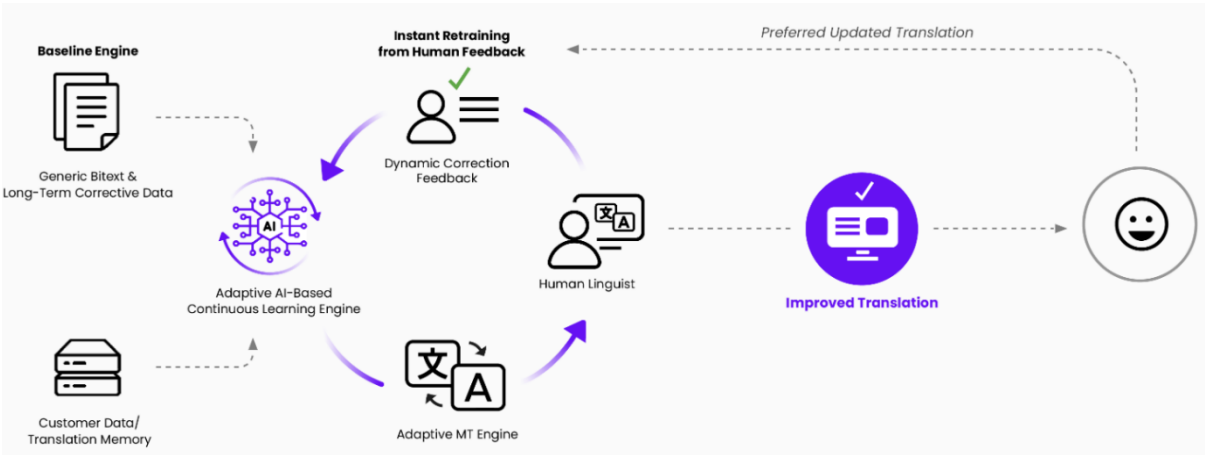 Baseline Engine
Generic Bitext &
Long-Term Corrective Data
Customer Data/
Translation Memory
AI
Adaptive AI-Based
Continuous Learning Engine
Instant Retraining
from Human Feedback
Dynamic Correction
Feedback
文
A
Adaptive MT Engine
文
A
Human Linguist
Improved Translation
Preferred Updated Translation